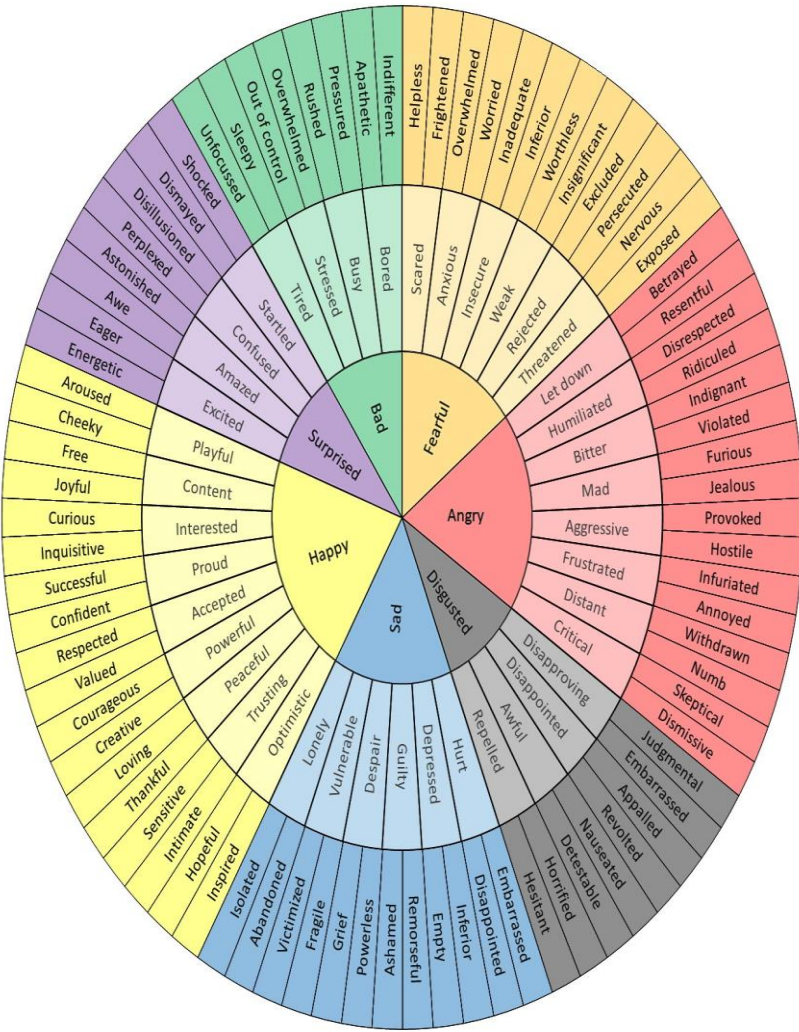 Fearful
Angry
Disgusted
Sad
Happy
Surprised
Bad
Scared
Anxious
Insecure
Weak
Rejected
Threatened
Let down
Humiliated
Bitter
Mad
Aggressive
Frustrated
Distant
Critical
Disapproving
Disappointed
Awful
Repelled
Hurt
Depressed
Guilty
Despair
Vulnerable
Lonely
Optimistic
Trusting
Peaceful
Powerful
Accepted
Proud
Interested
Content
Playful
Excited
Amazed
Confused
Startled
Tired
Stressed
Busy
Bored
Helpless
Frightened
Overwhelmed
Worried
Inadequate
Inferior
Worthless
Insignificant
Excluded
Persecuted
Nervous
Exposed
Betrayed
Resentful
Disrespected
Ridiculed
Indignant
Violated
Furious
Jealous
Provoked
Hostile
Infuriated
Annoyed
Withdrawn
Numb
Skeptical
Dismissive
Judgmental
Embarrassed
Appalled
Revolted
Nauseated
Detestable
Horrified
Hesitant
Embarrassed
Disappointed
Inferior
Empty
Remorseful
Ashamed
Powerless
Grief
Fragile
Victimized
Abandoned
Isolated
Inspired
Hopeful
Intimate
Sensitive
Thankful
Loving
Creative
Courageous
Valued
Respected
Confident
Successful
Inquisitive
Curious
Joyful
Free
Cheeky
Aroused
Energetic
Eager
Awe
Astonished
Perplexed
Disillusioned
Dismayed
Shocked
Unfocussed
Sleepy
Out of control
Overwhelmed
Rushed
Pressured
Apathetic
Indifferent